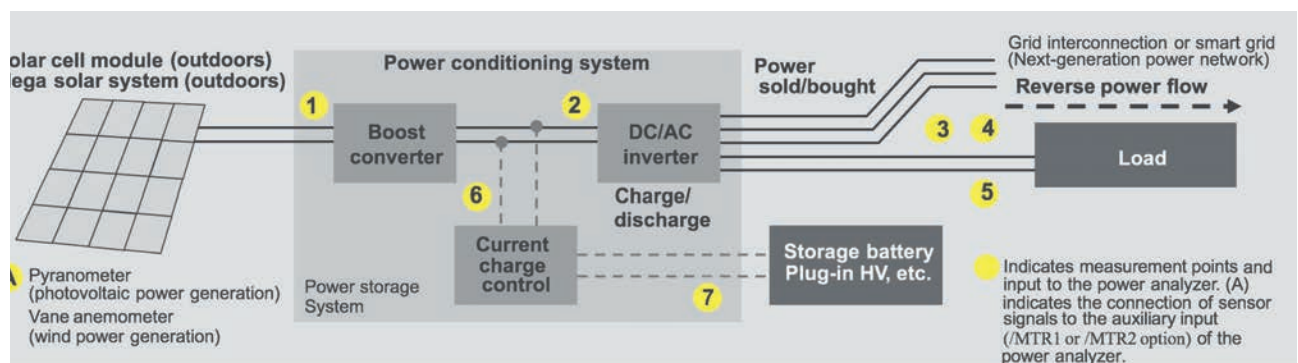 olar cell module (outdoors)
ega solar system (outdoors)
Power conditioning system
Power
sold/bought
Grid interconnection or smart grid
(Next-generation power network)
Reverse power flow
1
2
3
4
Boost
converter
DC/AC
inverter
Load
5
6
Charge/
discharge
Current
charge
control
Storage battery
Plug-in HV, etc.
7
Power storage
System
A
Pyranometer
(photovoltaic power generation)
Vane anemometer
(wind power generation)
Indicates measurement points and
input to the power analyzer. (A)
indicates the connection of sensor
signals to the auxiliary input
(/MTR1 or /MTR2 option) of the
power analyzer.